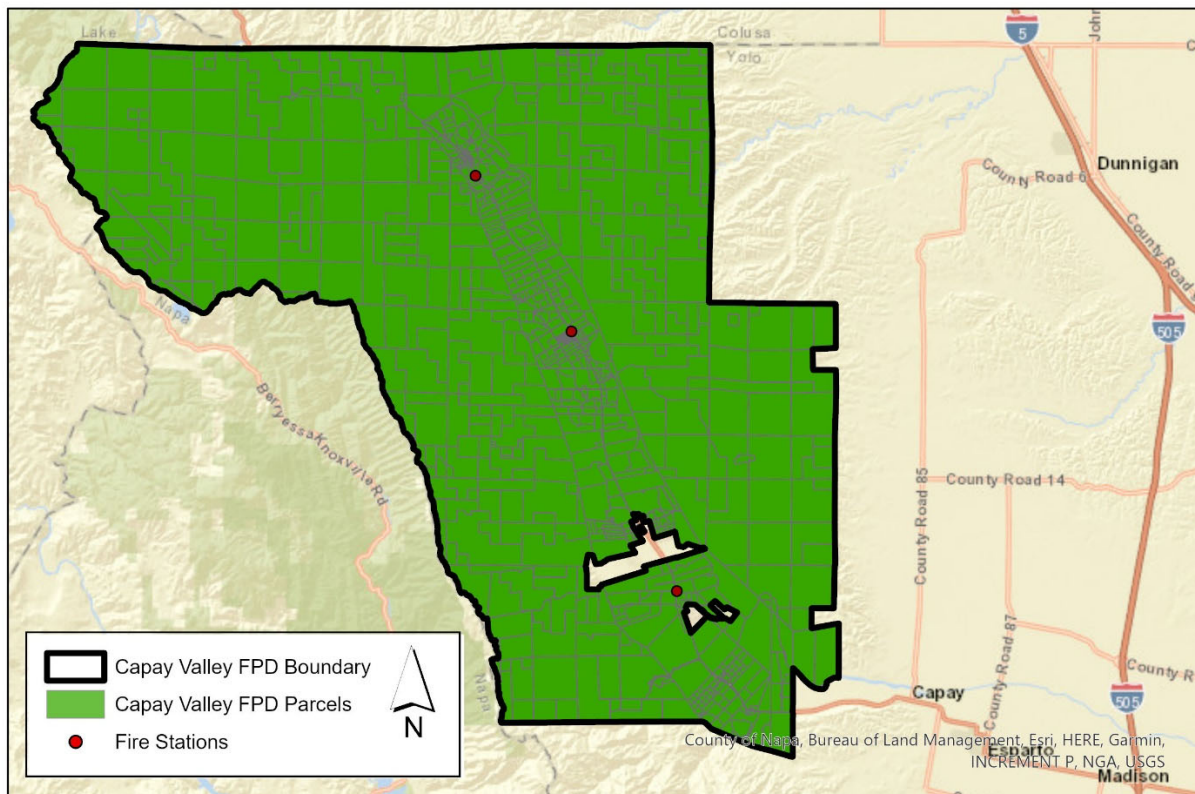 Lake
Colusa
Yolo
5
John
Dunnigan
County Road 6
County Road
505
Napa
Berryessa Knoxville Rd
County Road 85
County Road 14
County Road 87
County R
Napa
Capay
505
Esparto
Madison
Capay Valley FPD Boundary
Capay Valley FPD Parcels
Fire Stations
N
County of Napa, Bureau of Land Management, Esri, HERE, Garmin,
INCREMENT P, NGA, USGS